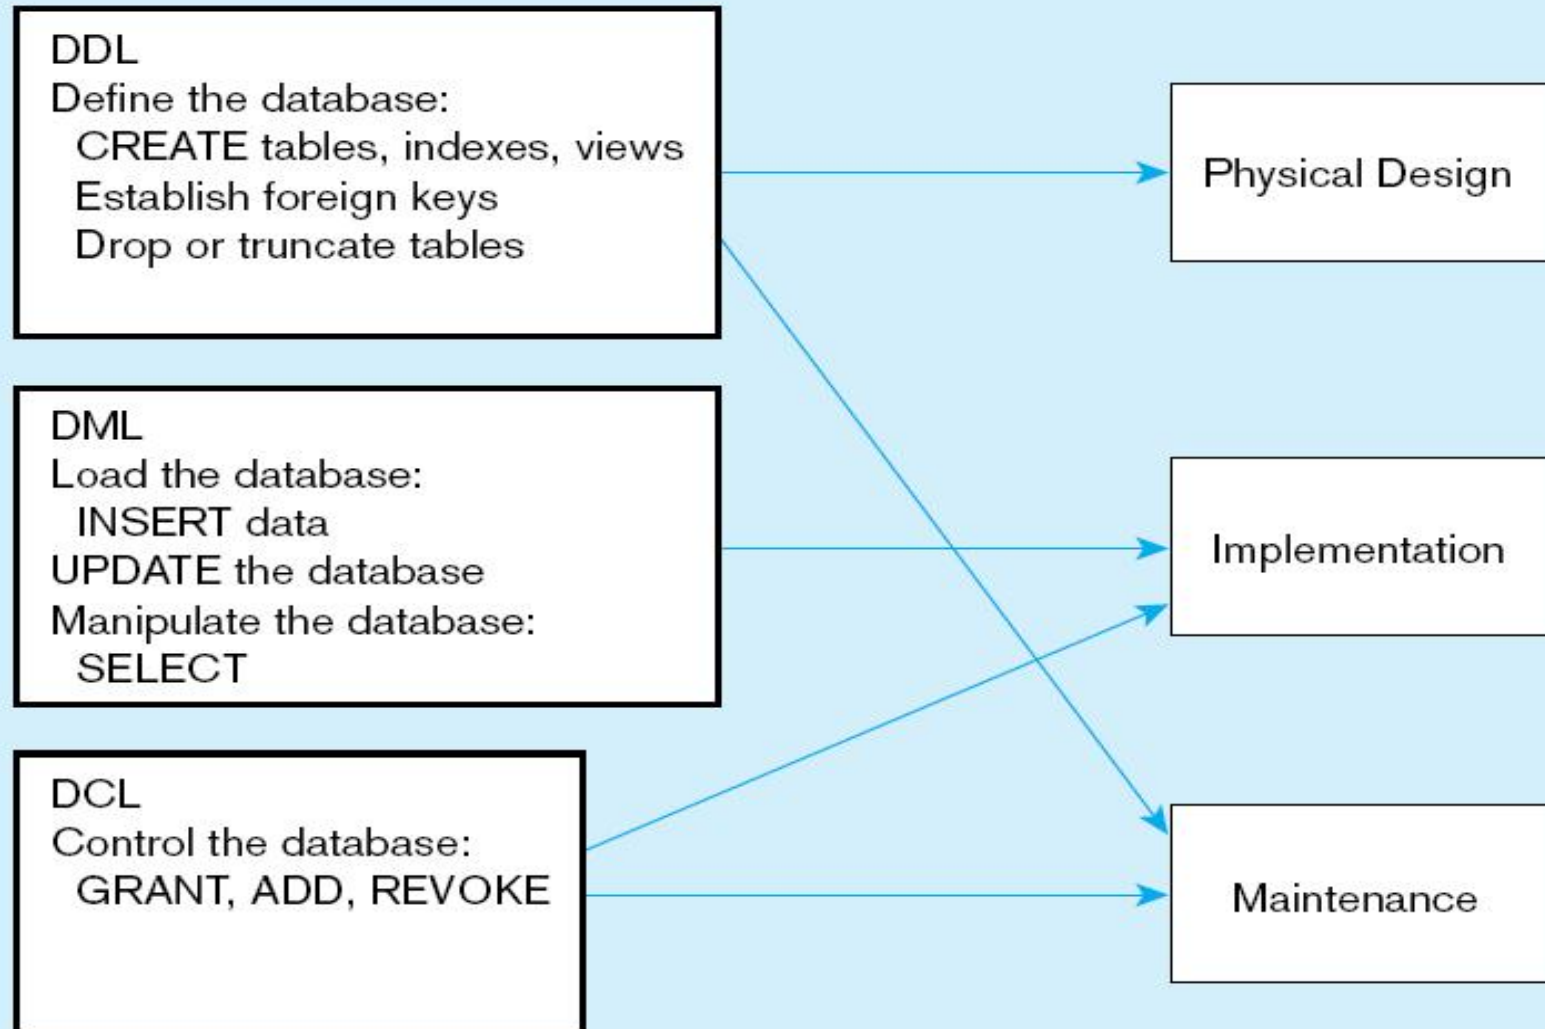 DDL
Define the database:
CREATE tables, indexes, views
Establish foreign keys
Drop or truncate tables
Physical Design
DML
Load the database:
INSERT data
UPDATE the database
Manipulate the database:
SELECT
Implementation
DCL
Control the database:
GRANT, ADD, REVOKE
Maintenance